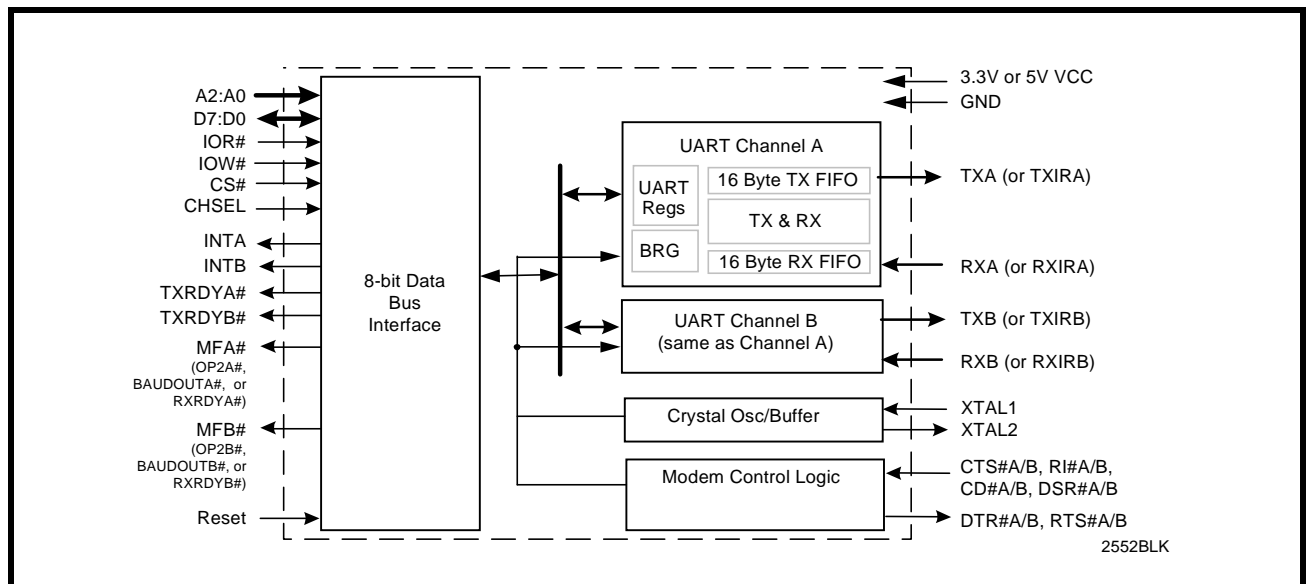 A2:A0
D7:D0
IOR#
IOW#
CS#
CHSEL
INTA
INTB
TXRDYA#
TXRDYB#
MFA#
(OP2A#,
BAUDOUTA#, or
RXRDYA#)
MFB#
(OP2B#,
BAUDOUTB#, or
RXRDYB#)
Reset
8-bit Data
Bus
Interface
UART Channel A
UART
Regs
BRG
16 Byte TX FIFO
TX & RX
16 Byte RX FIFO
UART Channel B
(same as Channel A)
Crystal Osc/Buffer
Modem Control Logic
3.3V or 5V VCC
GND
TXA (or TXIRA)
RXA (or RXIRA)
TXB (or TXIRB)
RXB (or RXIRB)
XTAL1
XTAL2
CTS#A/B, RI#A/B,
CD#A/B, DSR#A/B
DTR#A/B, RTS#A/B
2552BLK